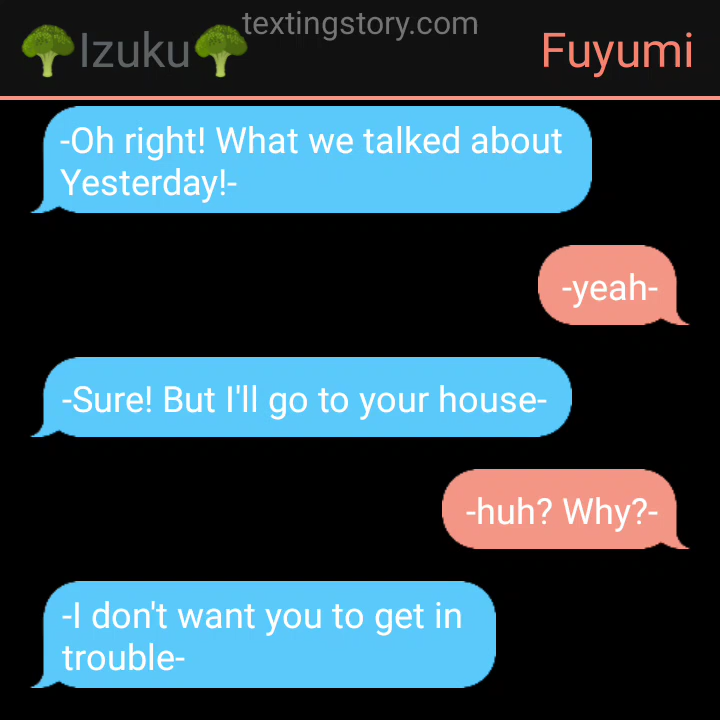 textingstory.com
🥦Izuku🥦
Fuyumi
-Oh right! What we talked about
Yesterday!-
-yeah-
-Sure! But I'll go to your house-
-huh? Why?-
-I don't want you to get in
trouble-